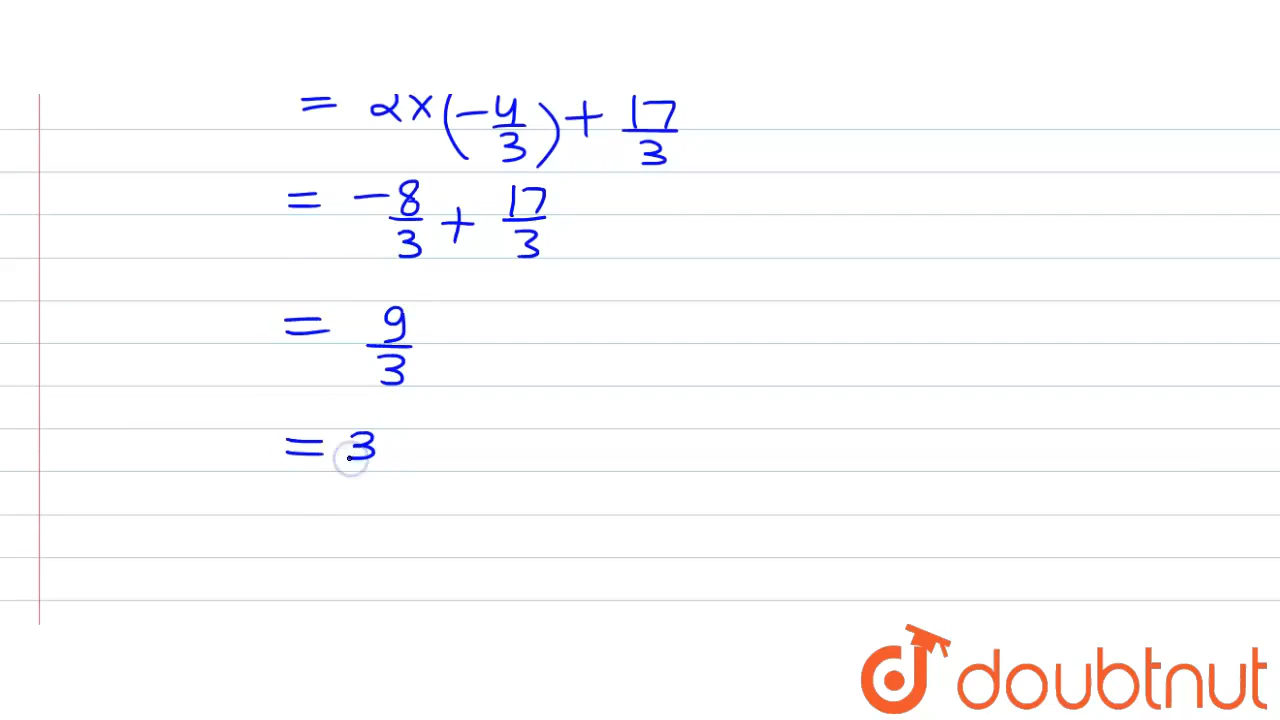 = 2×(-4/3)+17/3
= -8/3 + 17/3
= 9/3
= 3
doubtnut